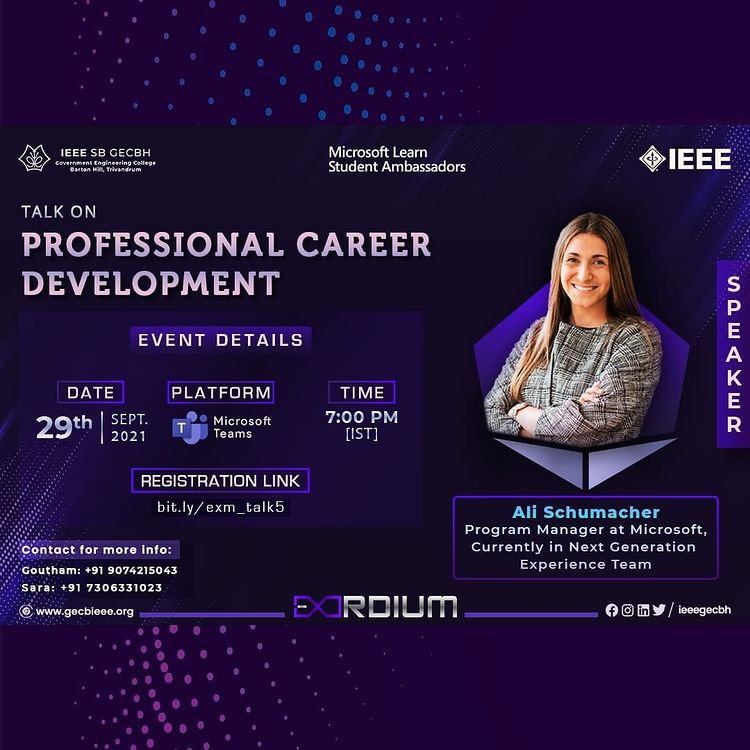 IEEE SB GECBH
Government Engineering College
Barton Hill, Trivandrum
Microsoft Learn
Student Ambassadors
IEEE
TALK ON
PROFESSIONAL CAREER
DEVELOPMENT
EVENT DETAILS
DATE
29th SEPT.
2021
PLATFORM
Microsoft
Teams
TIME
7:00 PM
[IST]
REGISTRATION LINK
bit.ly/exm_talk5
SPEAKER
Ali Schumacher
Program Manager at Microsoft,
Currently in Next Generation
Experience Team
Contact for more info:
Goutham: +91 9074215043
Sara: +91 7306331023
www.gecbieee.org
EXORDIUM
/ ieeegecbh